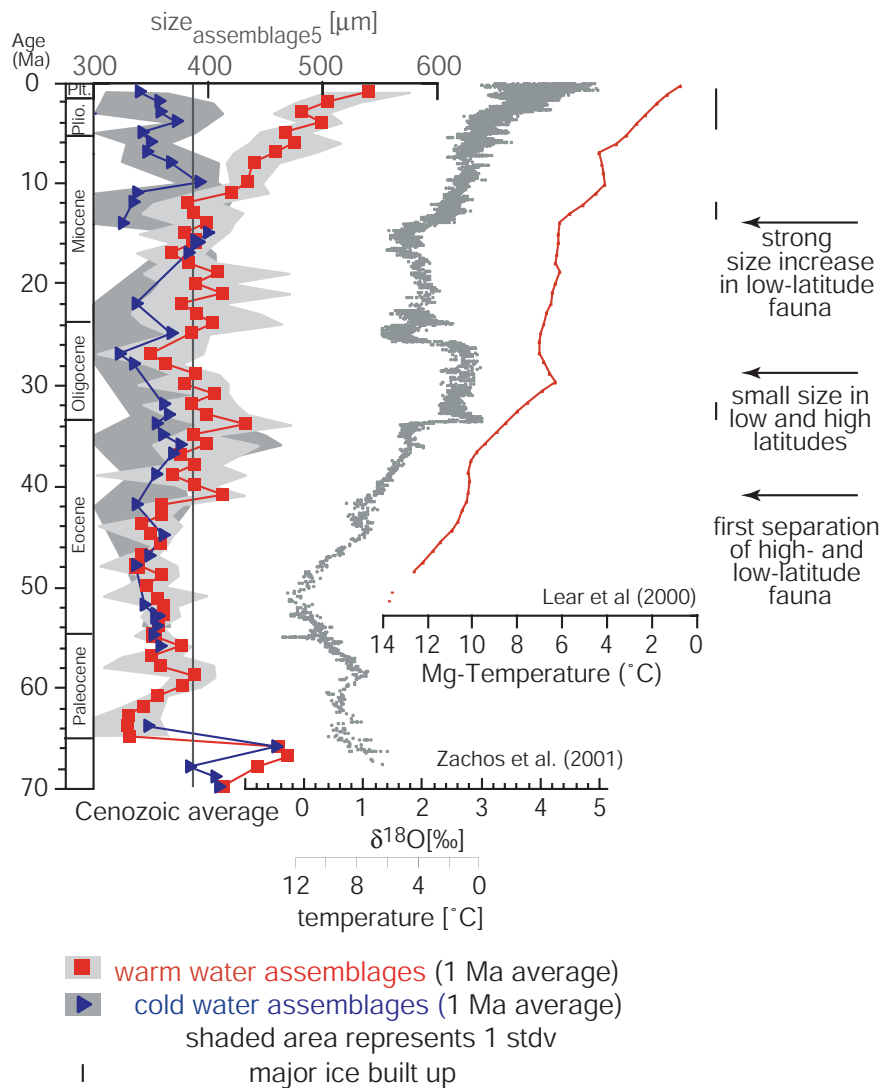 size assemblage5 [µm]
Age
(Ma)
300 400 500 600
0
10
20
30
40
50
60
70
Plt.
Plio.
Miocene
Oligocene
Eocene
Paleocene
strong
size increase
in low-latitude
fauna
small size in
low and high
latitudes
first separation
of high- and
low-latitude
fauna
Lear et al (2000)
14 12 10 8 6 4 2 0
Mg-Temperature (˚C)
Zachos et al. (2001)
Cenozoic average
0 1 2 3 4 5
δ18O[‰]
12 8 4 0
temperature [˚C]
warm water assemblages (1 Ma average)
cold water assemblages (1 Ma average)
shaded area represents 1 stdv
major ice built up